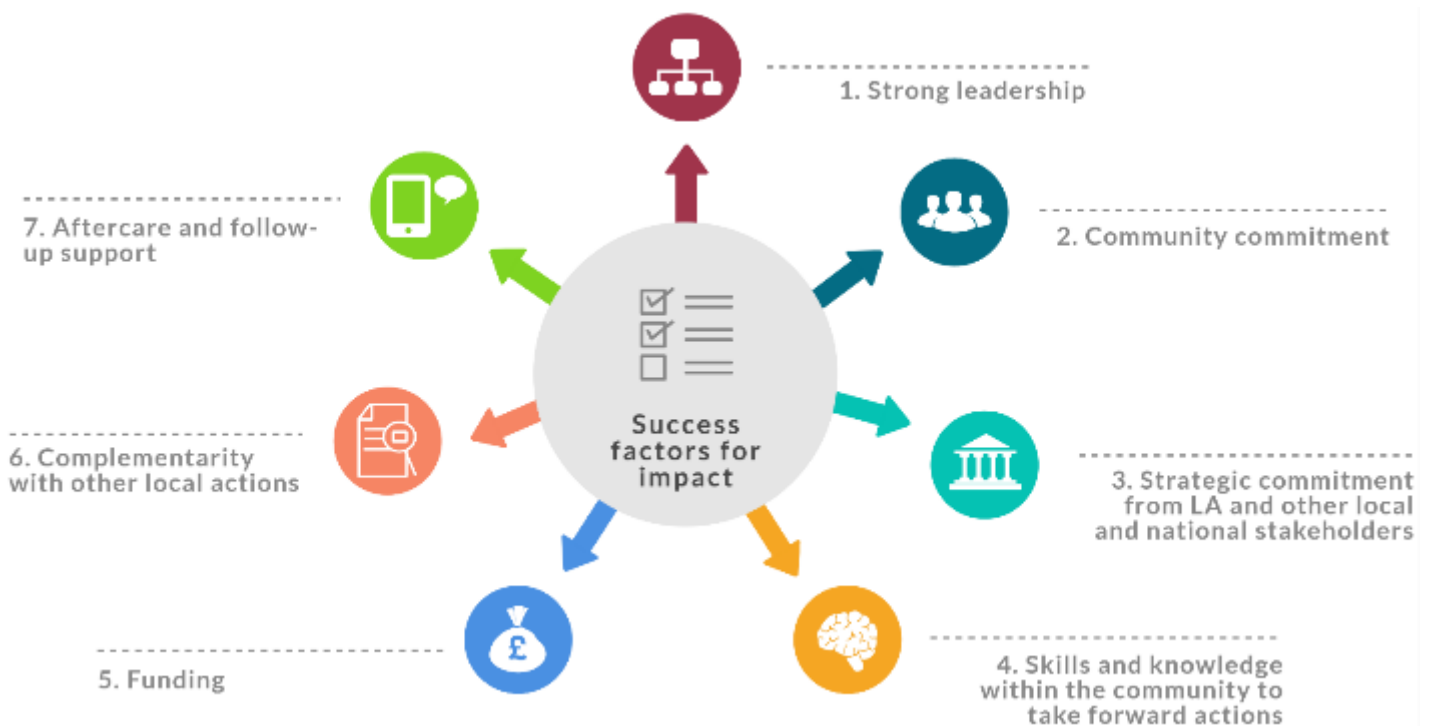 1. Strong leadership
2. Community commitment
3. Strategic commitment
from LA and other local
and national stakeholders
4. Skills and knowledge
within the community to
take forward actions
5. Funding
£
6. Complementarity
with other local actions
7. Aftercare and follow-
up support
Success
factors for
impact